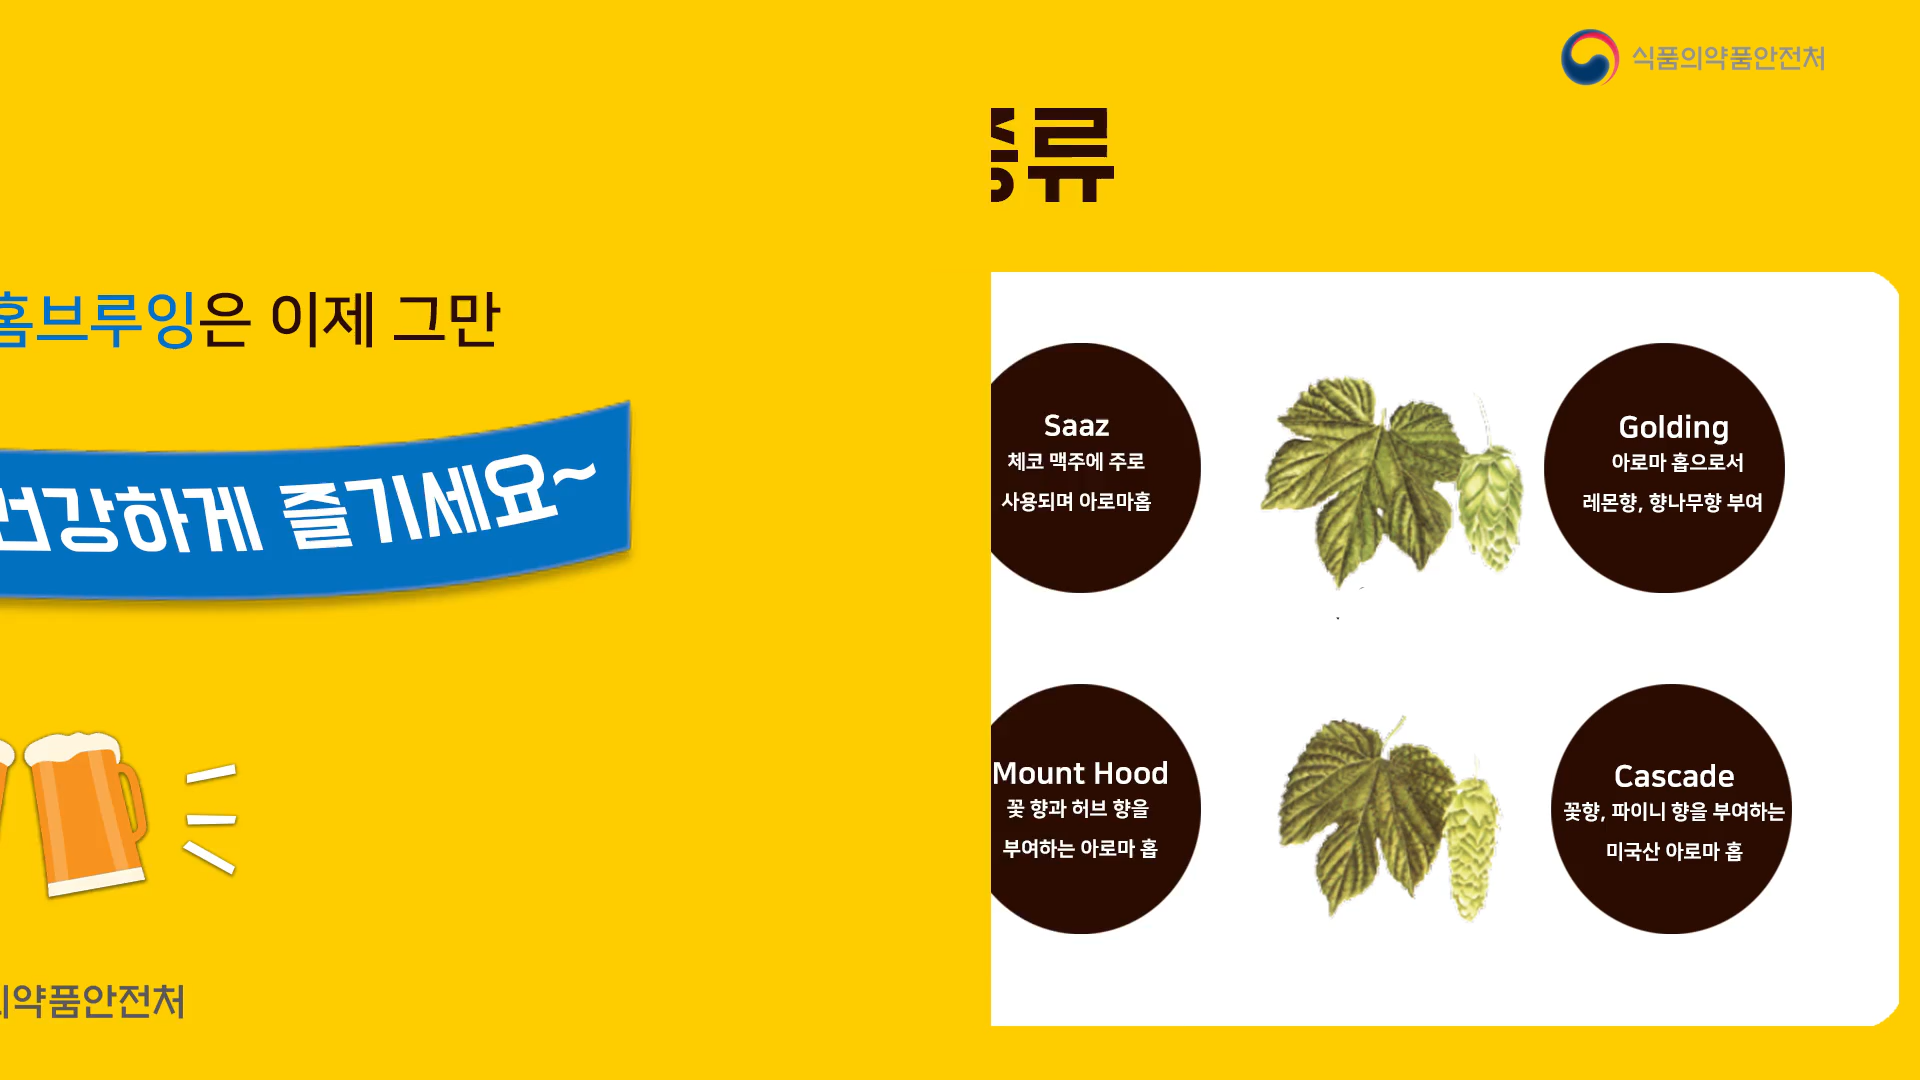 홈브루잉은 이제 그만
건강하게 즐기세요~
약품안전처
식품의약품안전처
류
Saaz
체코 맥주에 주로
사용되며 아로마홉
Golding
아로마 홉으로서
레몬향, 향나무향 부여
Mount Hood
꽃 향과 허브 향을
부여하는 아로마 홉
Cascade
꽃향, 파이니 향을 부여하는
미국산 아로마 홉